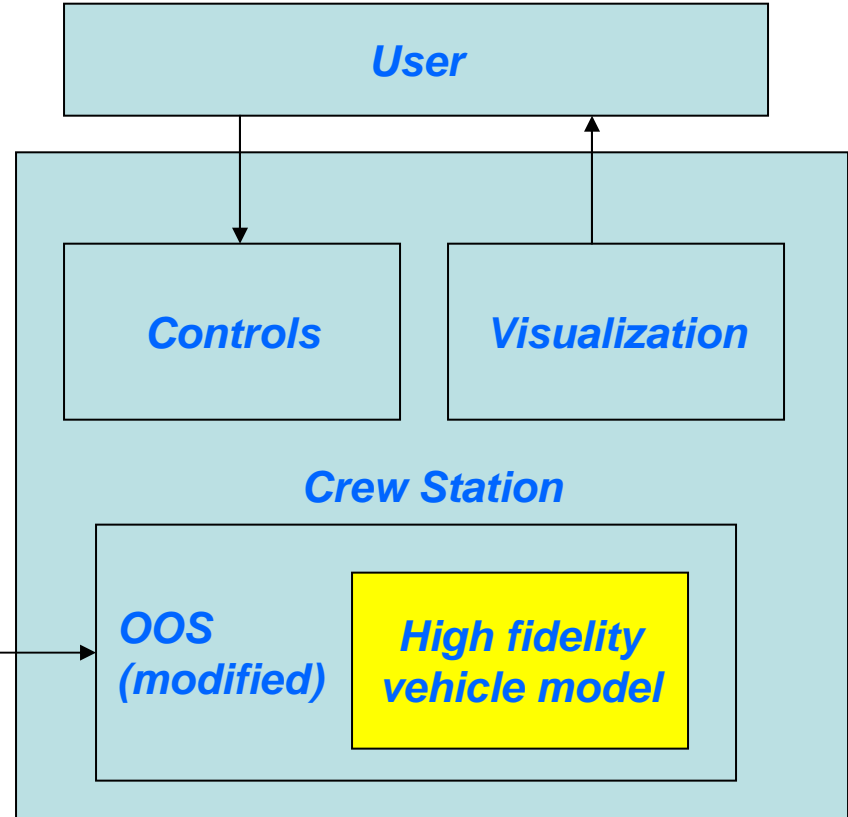 User
Controls
Visualization
Crew Station
OOS
(modified)
High fidelity
vehicle model